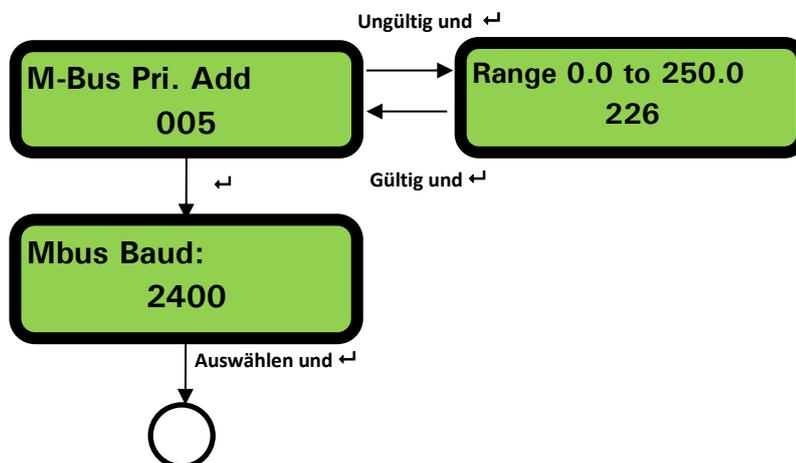 Ungültig und ↵
M-Bus Pri. Add
005
Range 0.0 to 250.0
226
↵
Gültig und ↵
Mbus Baud:
2400
Auswählen und ↵